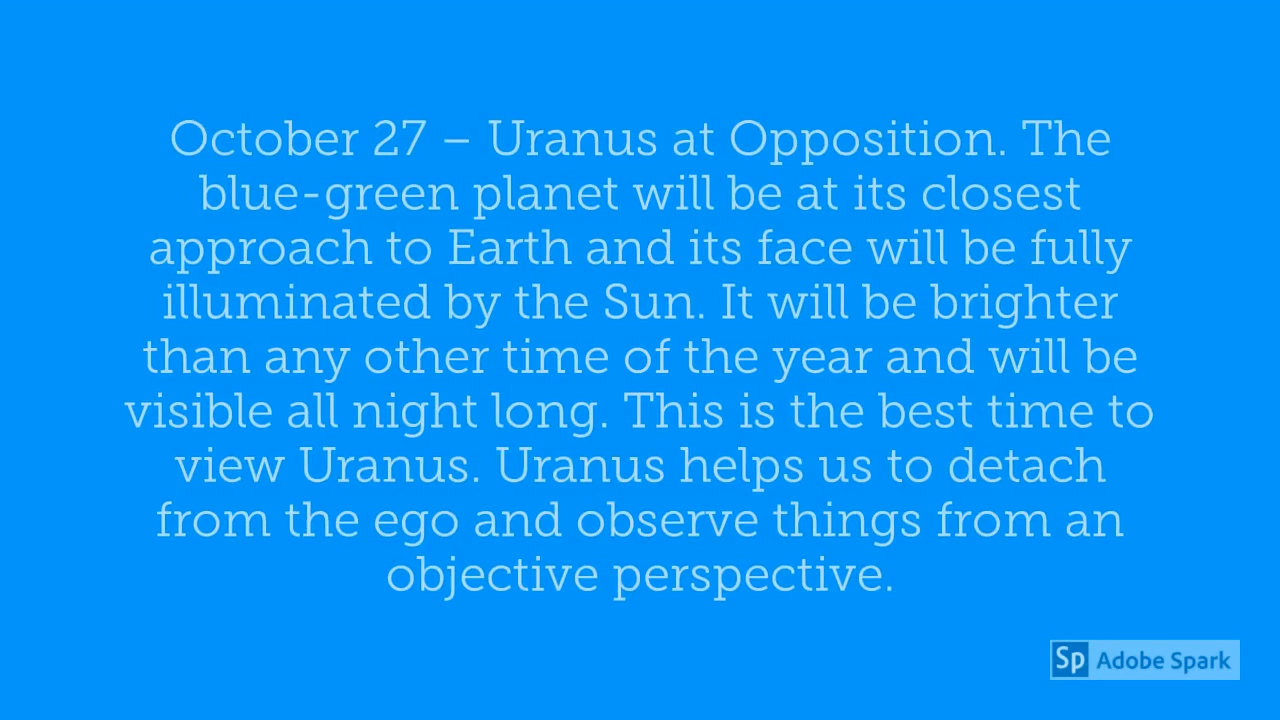 October 27 – Uranus at Opposition. The
blue-green planet will be at its closest
approach to Earth and its face will be fully
illuminated by the Sun. It will be brighter
than any other time of the year and will be
visible all night long. This is the best time to
view Uranus. Uranus helps us to detach
from the ego and observe things from an
objective perspective.
Sp Adobe Spark